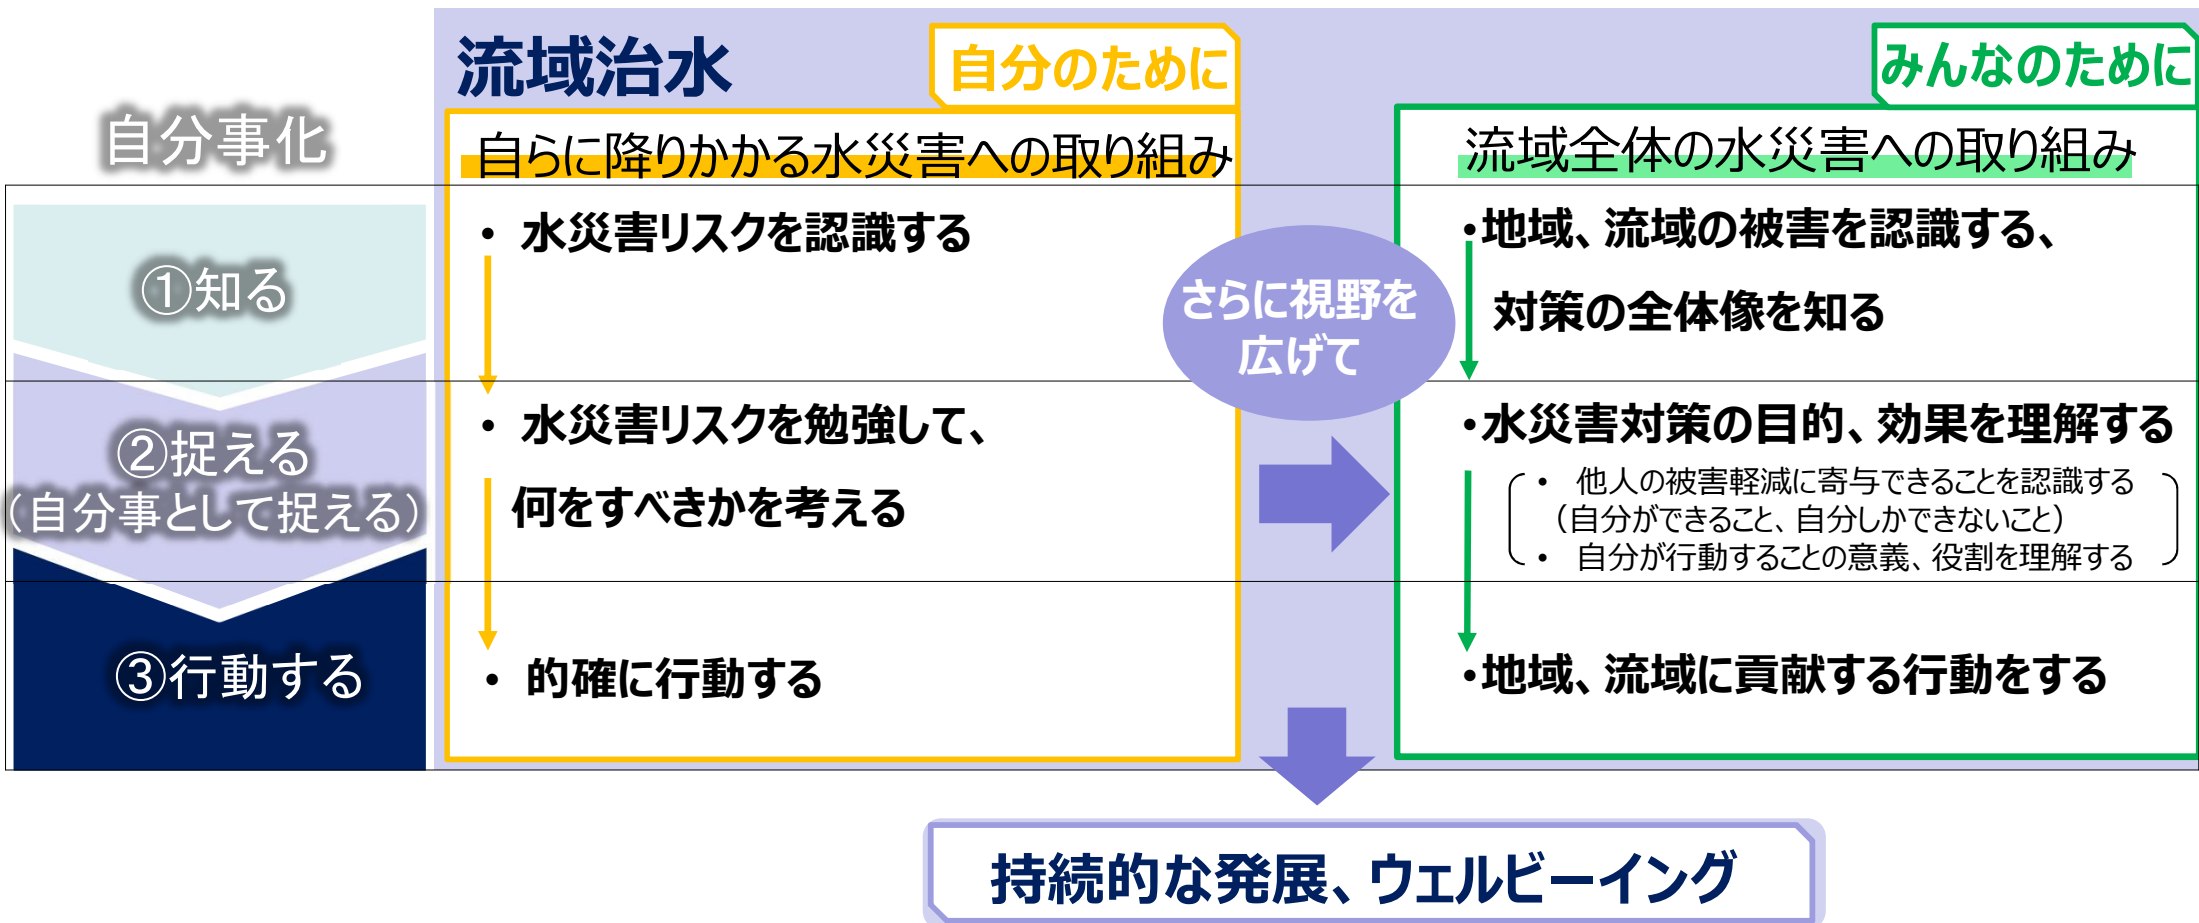 流域治水
自分のために
みんなのために
自分事化
自らに降りかかる水災害への取り組み
流域全体の水災害への取り組み
①知る
・ 水災害リスクを認識する
さらに視野を
広げて
・地域、流域の被害を認識する、
対策の全体像を知る
②捉える
（自分事として捉える）
・ 水災害リスクを勉強して、
何をすべきかを考える
・水災害対策の目的、効果を理解する
・ 他人の被害軽減に寄与できることを認識する
（自分ができること、自分しかできないこと）
・ 自分が行動することの意義、役割を理解する
③行動する
・ 的確に行動する
・地域、流域に貢献する行動をする
持続的な発展、ウェルビーイング